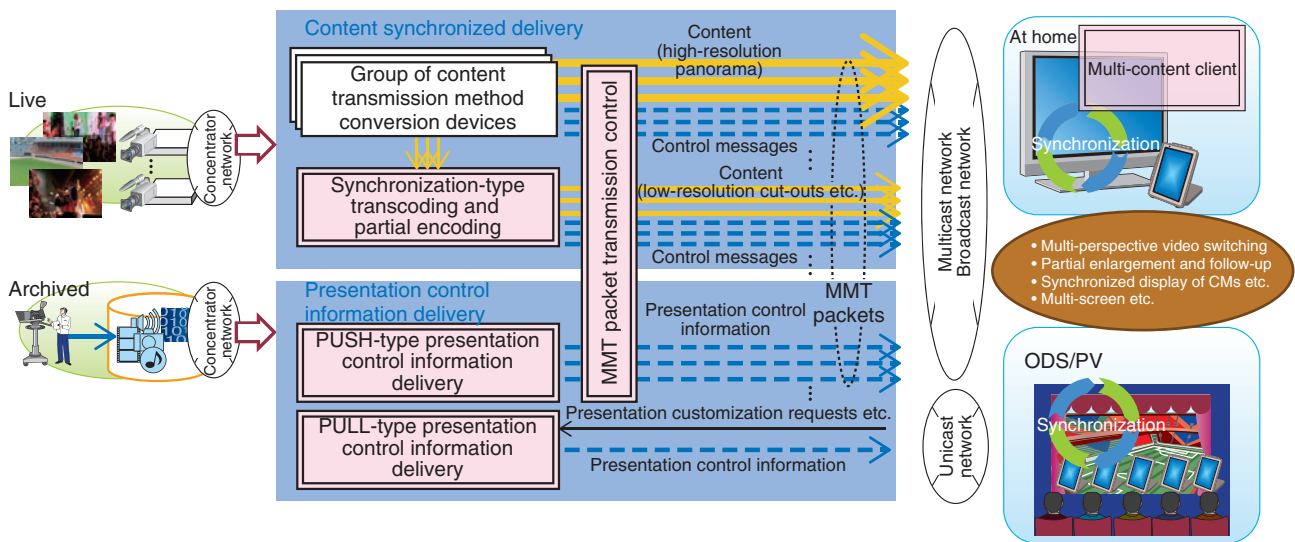 Live
Concentrator
network
Archived
Concentrator
network
Content synchronized delivery
Group of content
transmission method
conversion devices
Synchronization-type
transcoding and
partial encoding
Presentation control
information delivery
PUSH-type presentation
control information
delivery
PULL-type presentation
control information
delivery
MMT packet transmission control
Content
(high-resolution
panorama)
Control messages
Content
(low-resolution cut-outs etc.)
Control messages
MMT
packets
Presentation control
information
Presentation customization requests etc.
Presentation control information
Multicast network
Broadcast network
Unicast
network
At home
Multi-content client
Synchronization
• Multi-perspective video switching
• Partial enlargement and follow-up
• Synchronized display of CMs etc.
• Multi-screen etc.
ODS/PV
Synchronization